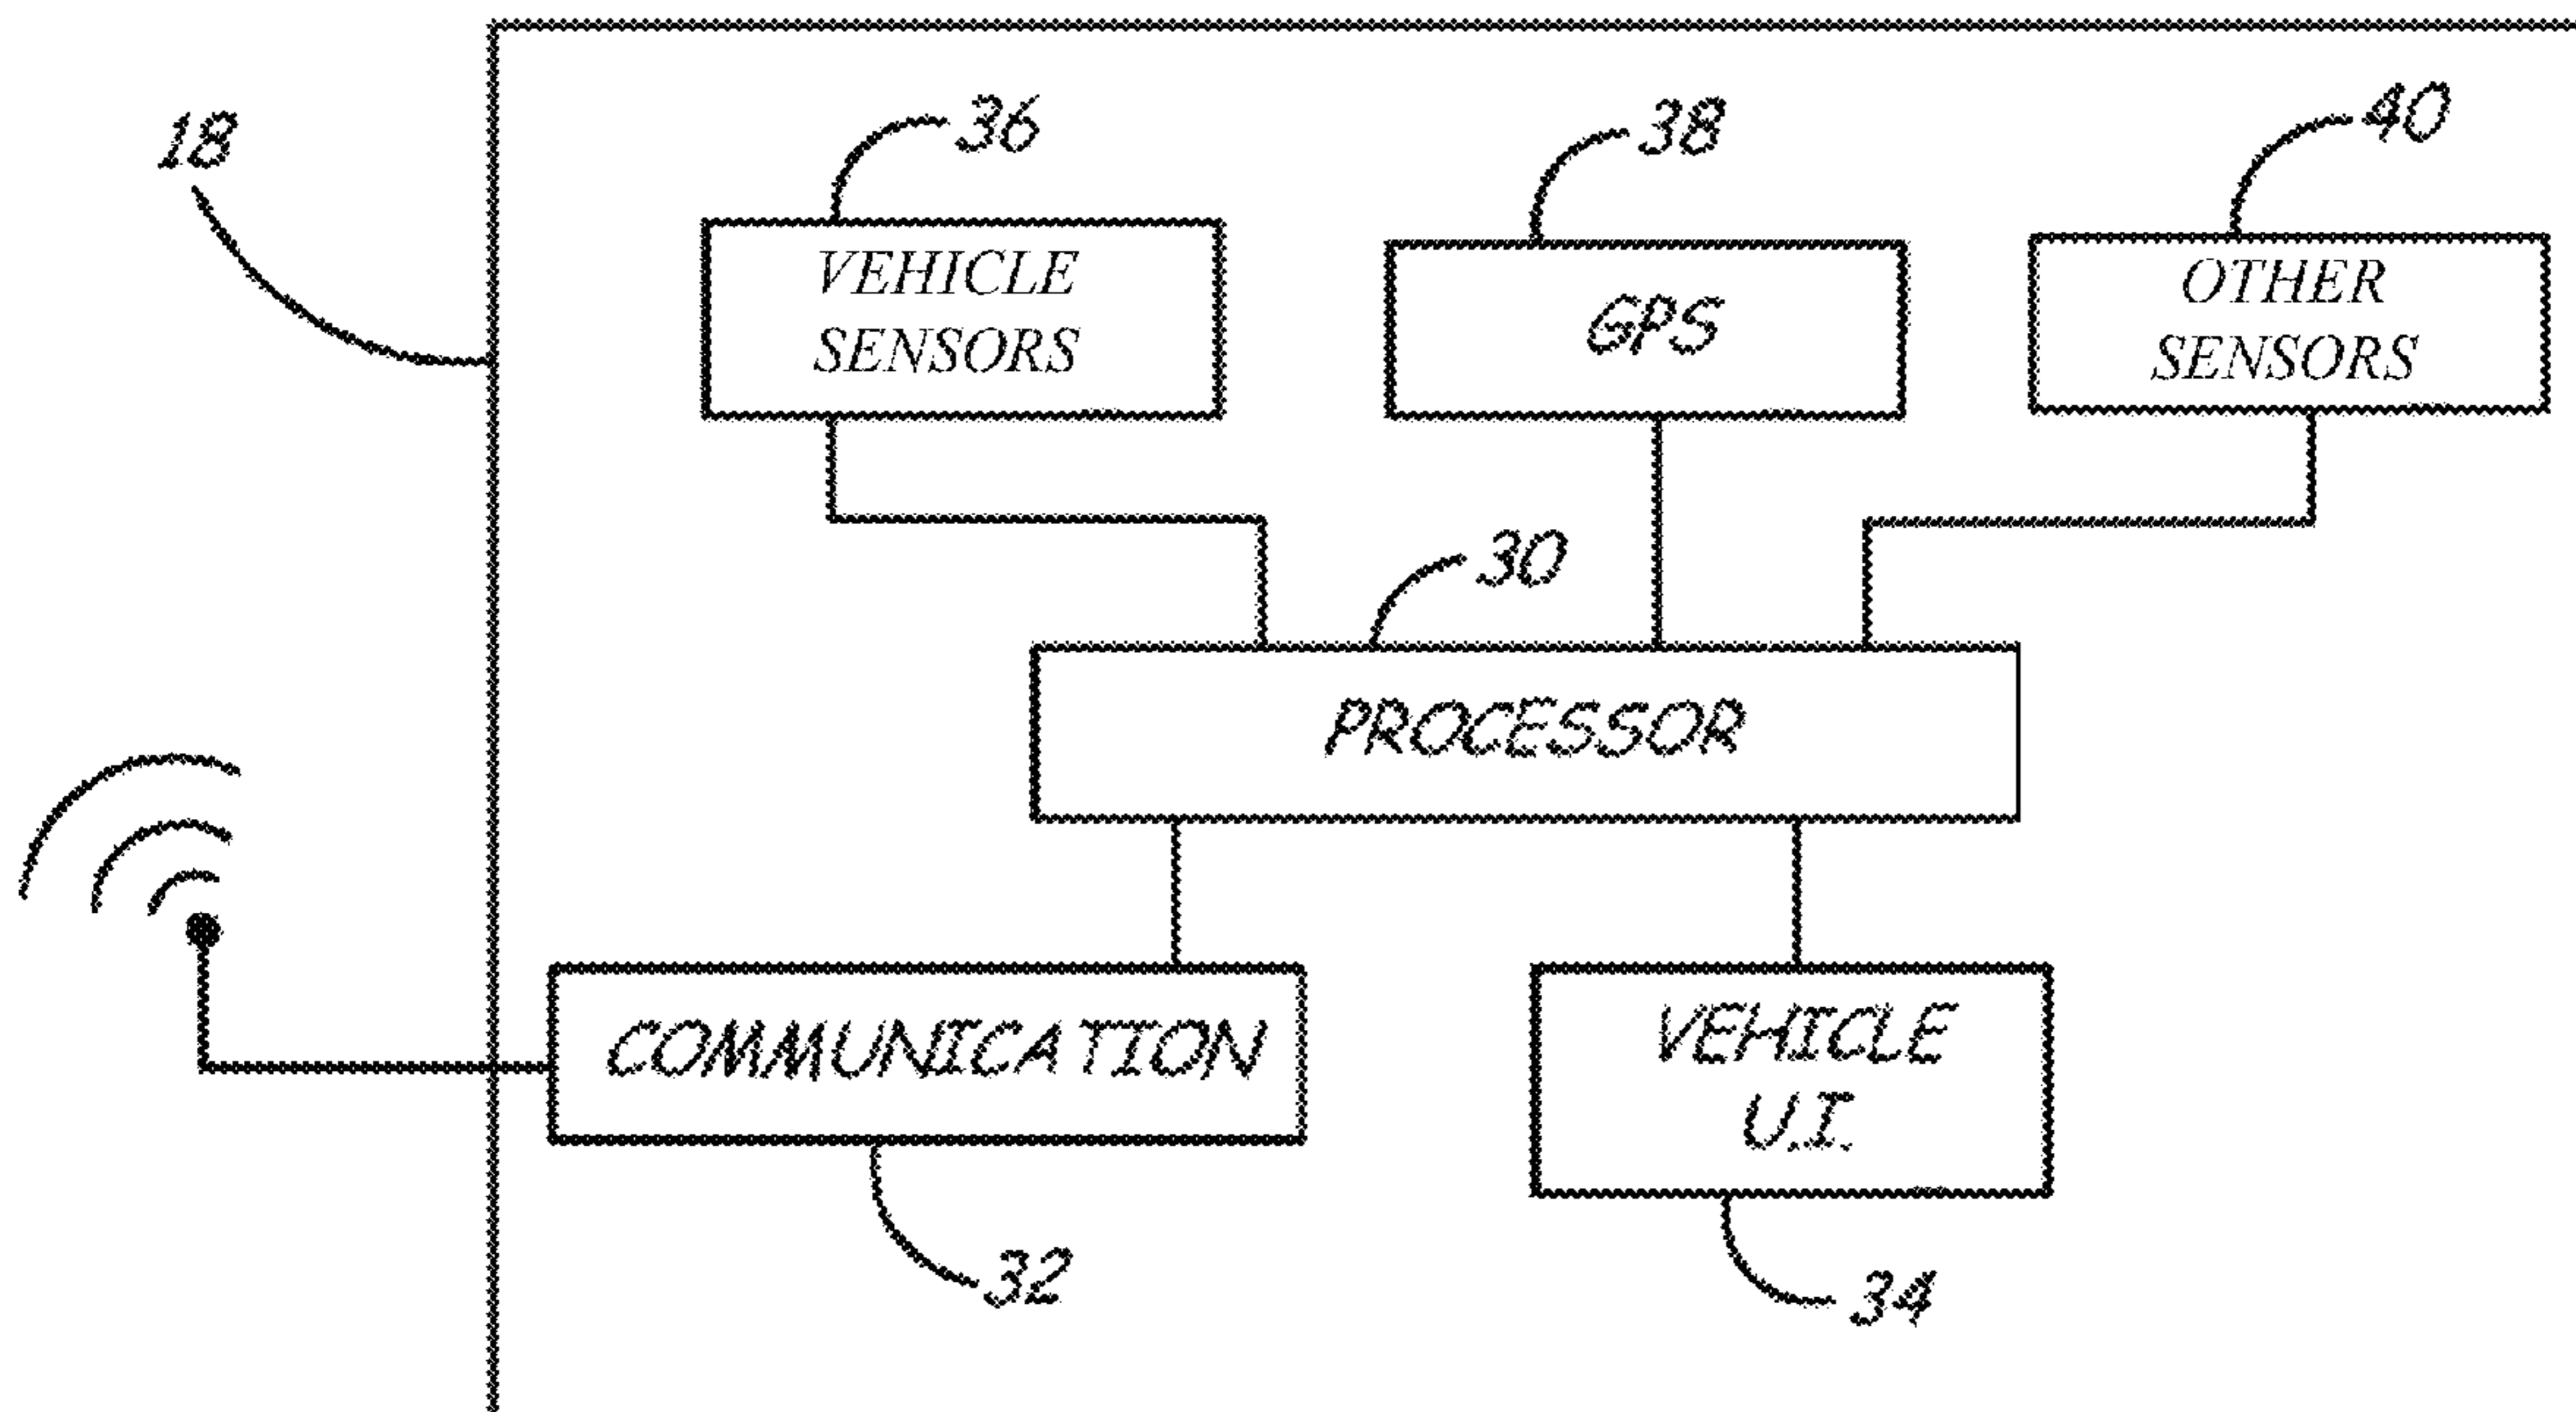 18
36
38
40
VEHICLE
SENSORS
GPS
OTHER
SENSORS
30
PROCESSOR
COMMUNICATION
VEHICLE
U.I.
32
34